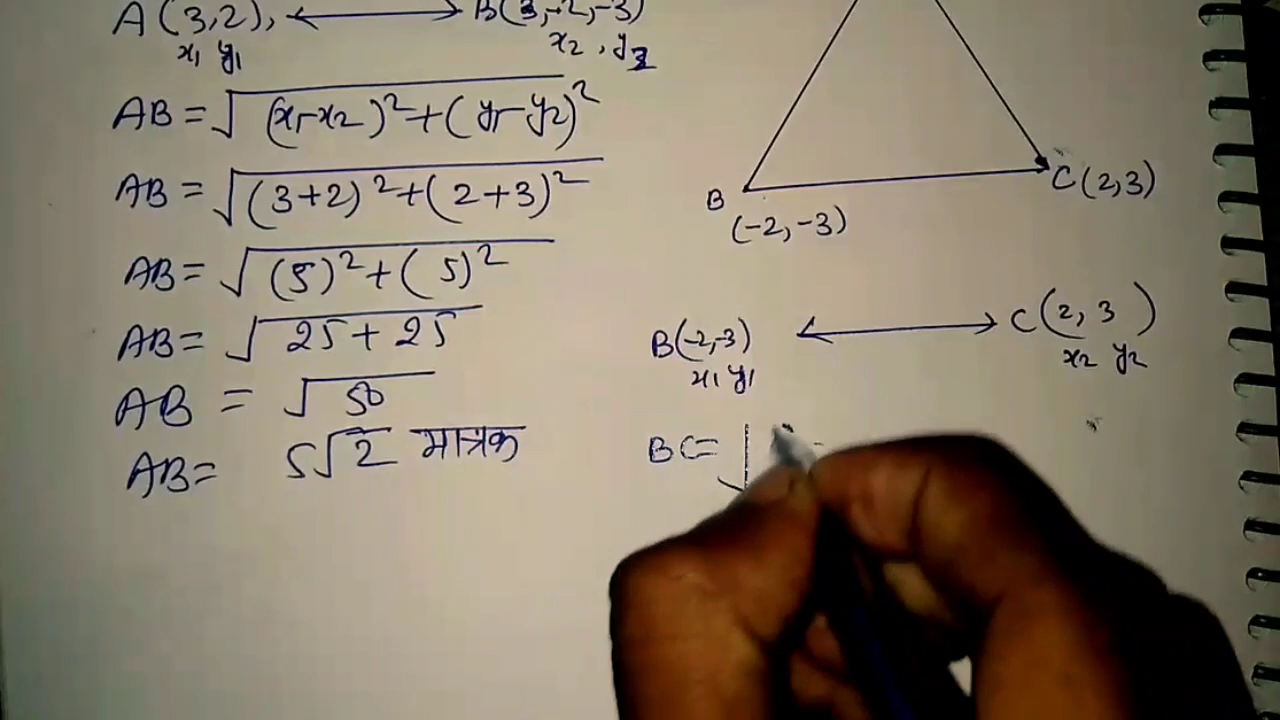 A (3,2), ⟷ B(3,-2,-3)
x₁ y₁ x₂ , y₂
AB = √(x₁-x₂)²+(y₁-y₂)²
AB = √(3+2)²+(2+3)²
AB = √(5)²+(5)²
AB = √25+25
AB = √50
AB = 5√2 मात्रक
C(2,3)
B
(-2,-3)
B(-2,-3) ⟷ C(2, 3)
x₁ y₁ x₂ y₂
BC = √